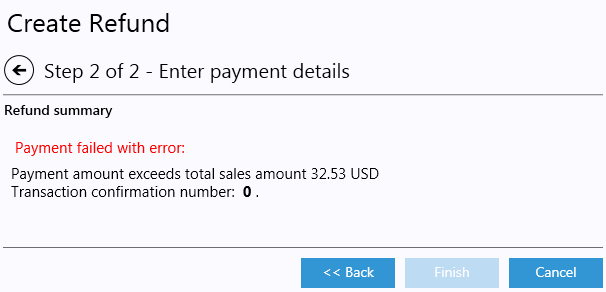 Create Refund
Step 2 of 2 - Enter payment details
Refund summary
Payment failed with error:
Payment amount exceeds total sales amount 32.53 USD
Transaction confirmation number: 0 .
<< Back
Finish
Cancel